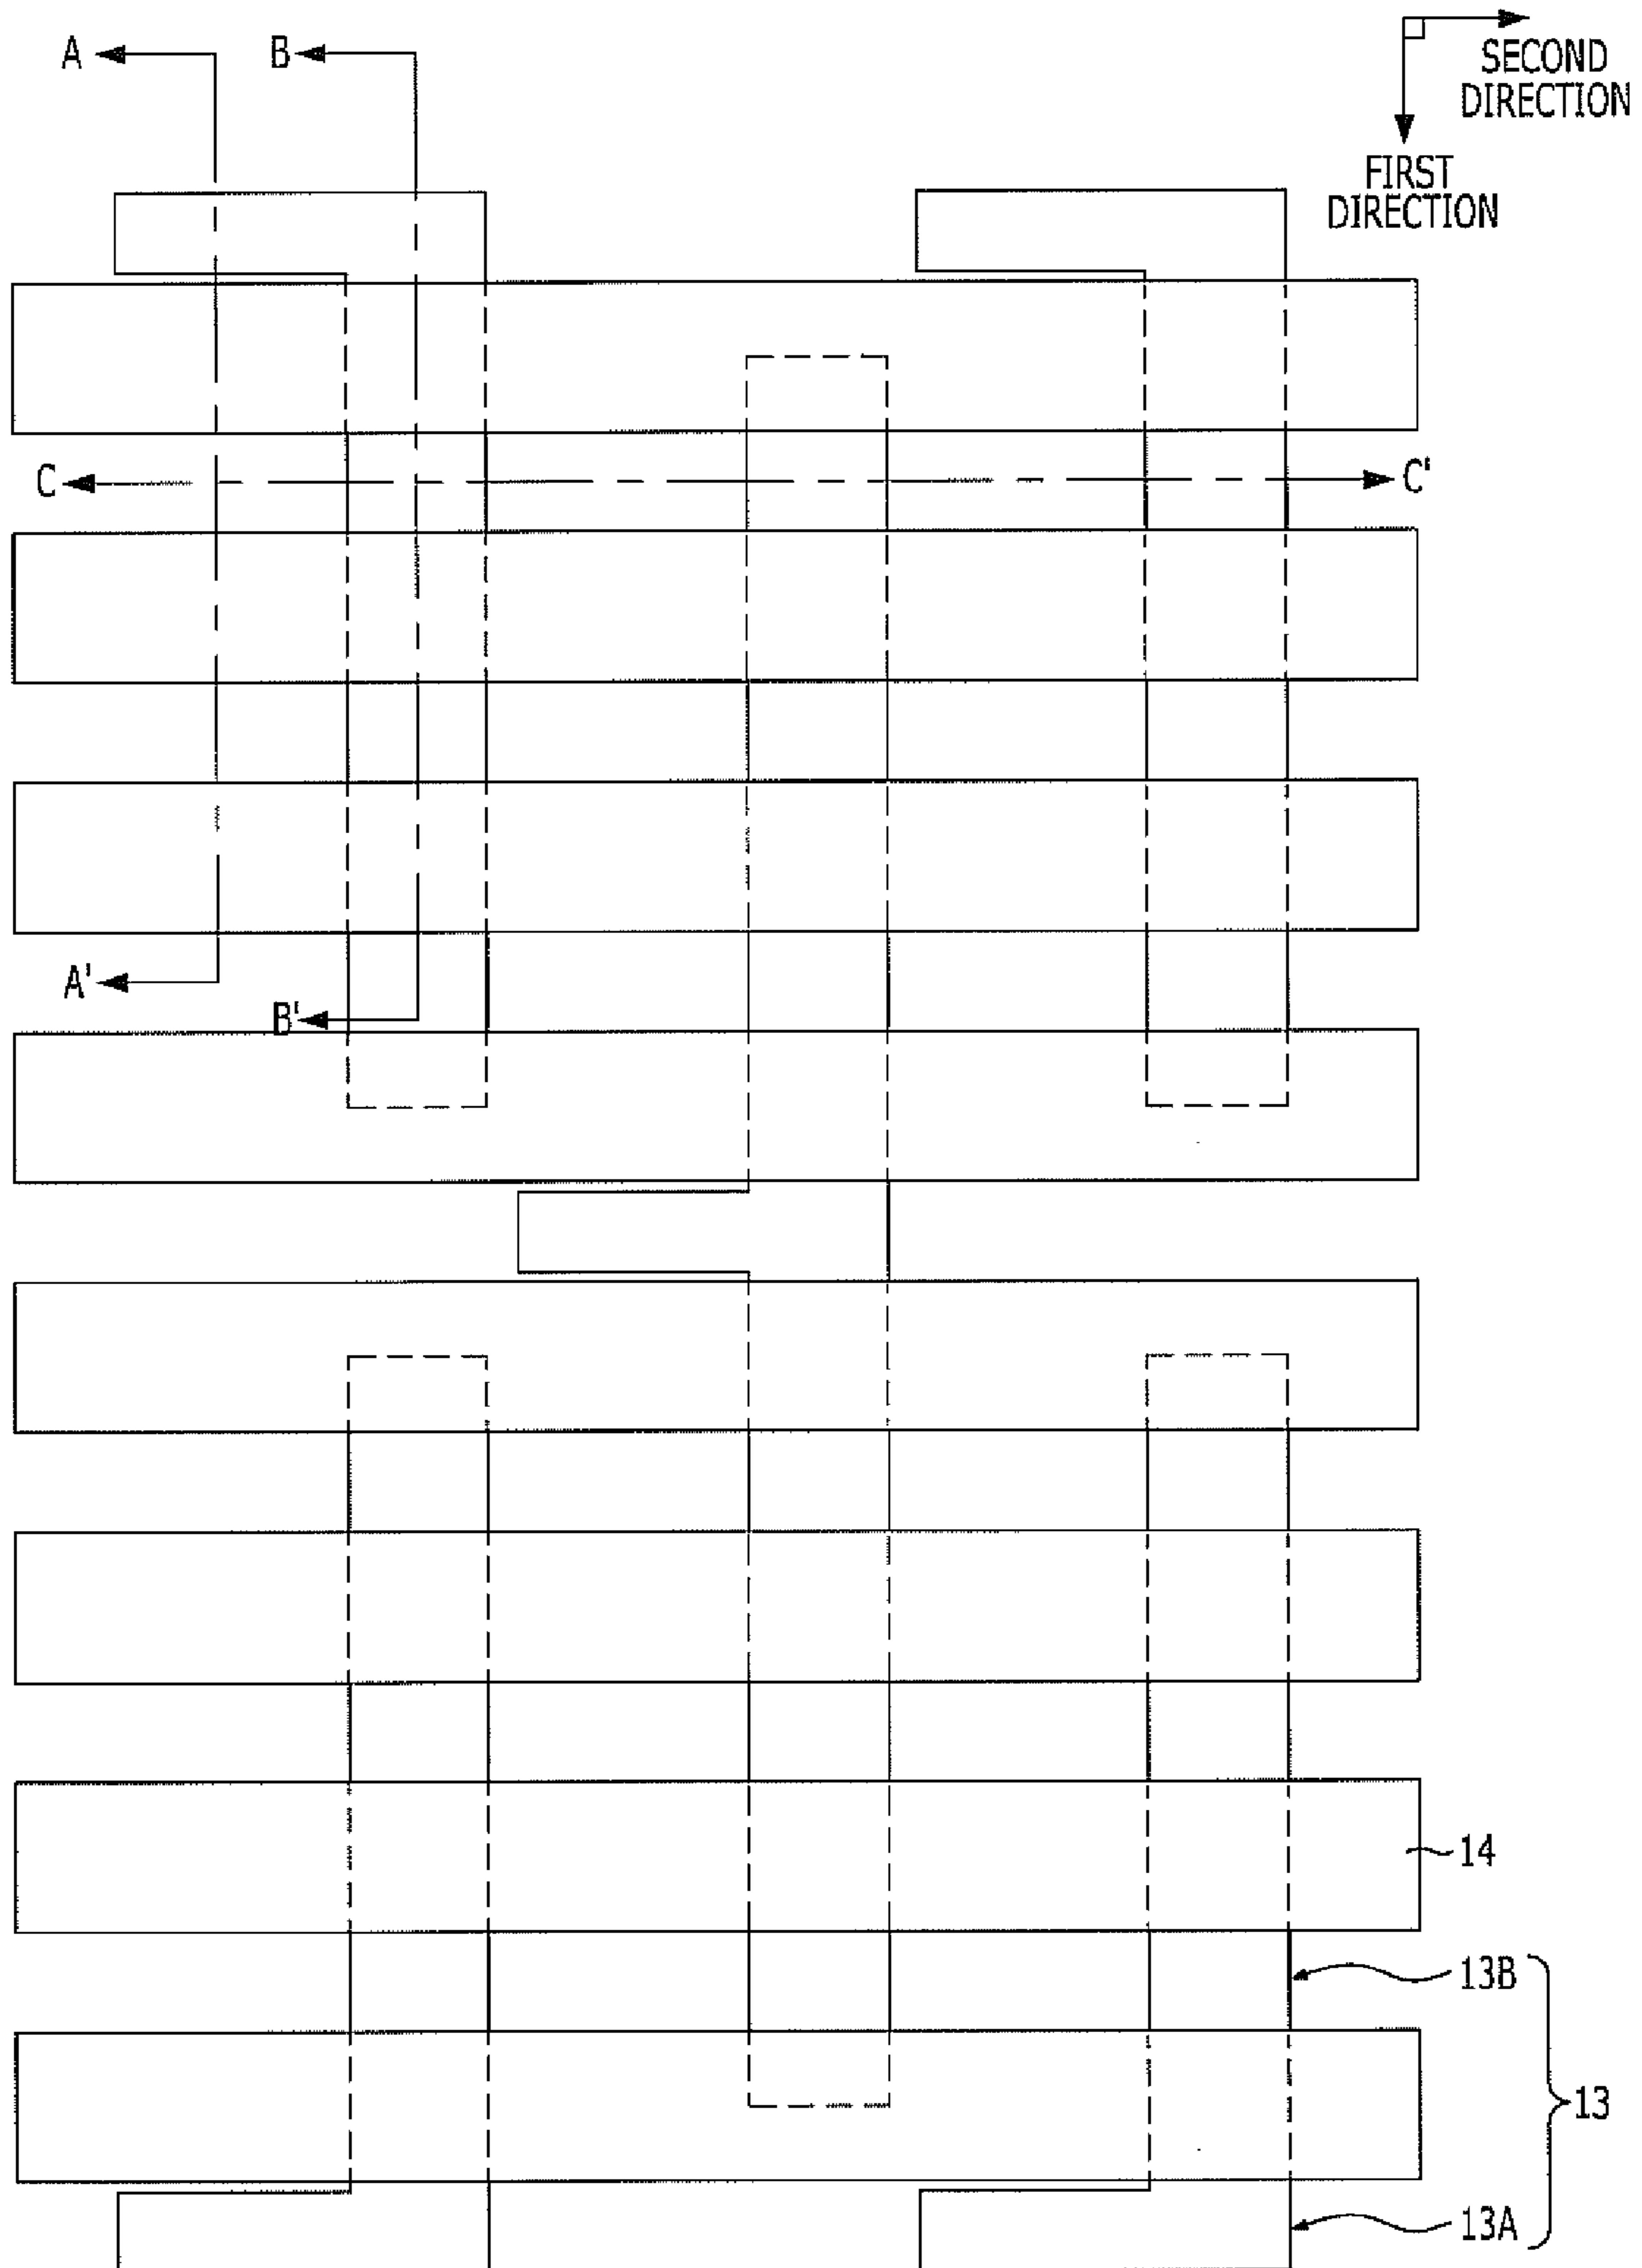 A
B
SECOND
DIRECTION
FIRST
DIRECTION
C
C'
A'
B'
14
13B
13
13A